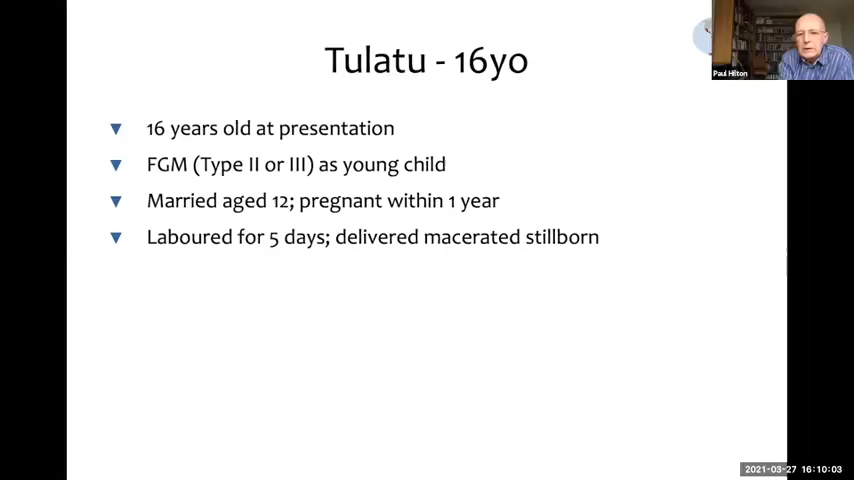 Tulatu - 16yo
Paul Hilton
16 years old at presentation
FGM (Type II or III) as young child
Married aged 12; pregnant within 1 year
Laboured for 5 days; delivered macerated stillborn
2021-03-27 16:10:03